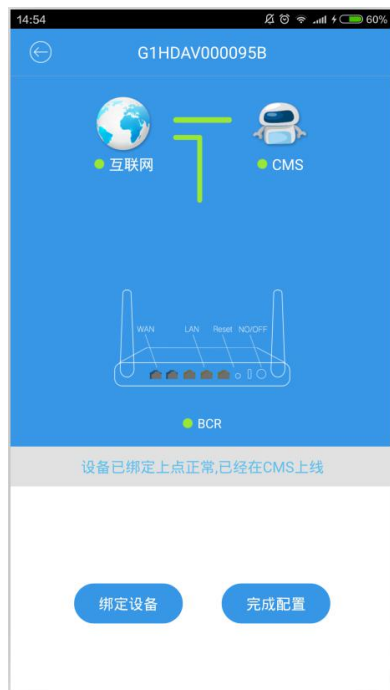 14:54 60%
G1HDAV000095B
互联网 CMS
WAN LAN Reset NO/OFF
BCR
设备已绑定上点正常,已经在CMS上线
绑定设备 完成配置